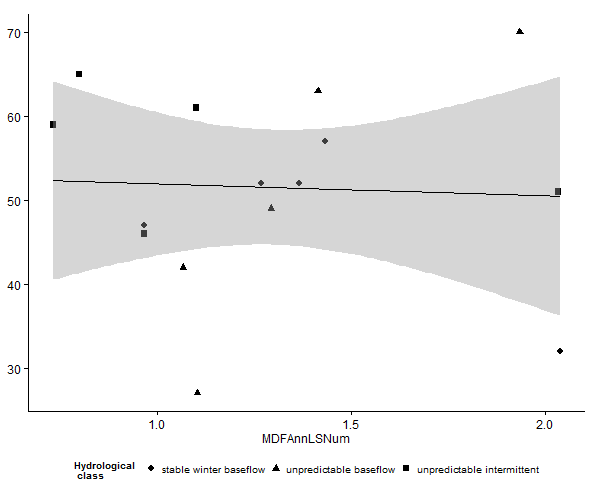 70
60
50
40
30
1.0 1.5 2.0
MDFAnnLSNum
Hydrological
class
stable winter baseflow unpredictable baseflow unpredictable intermittent